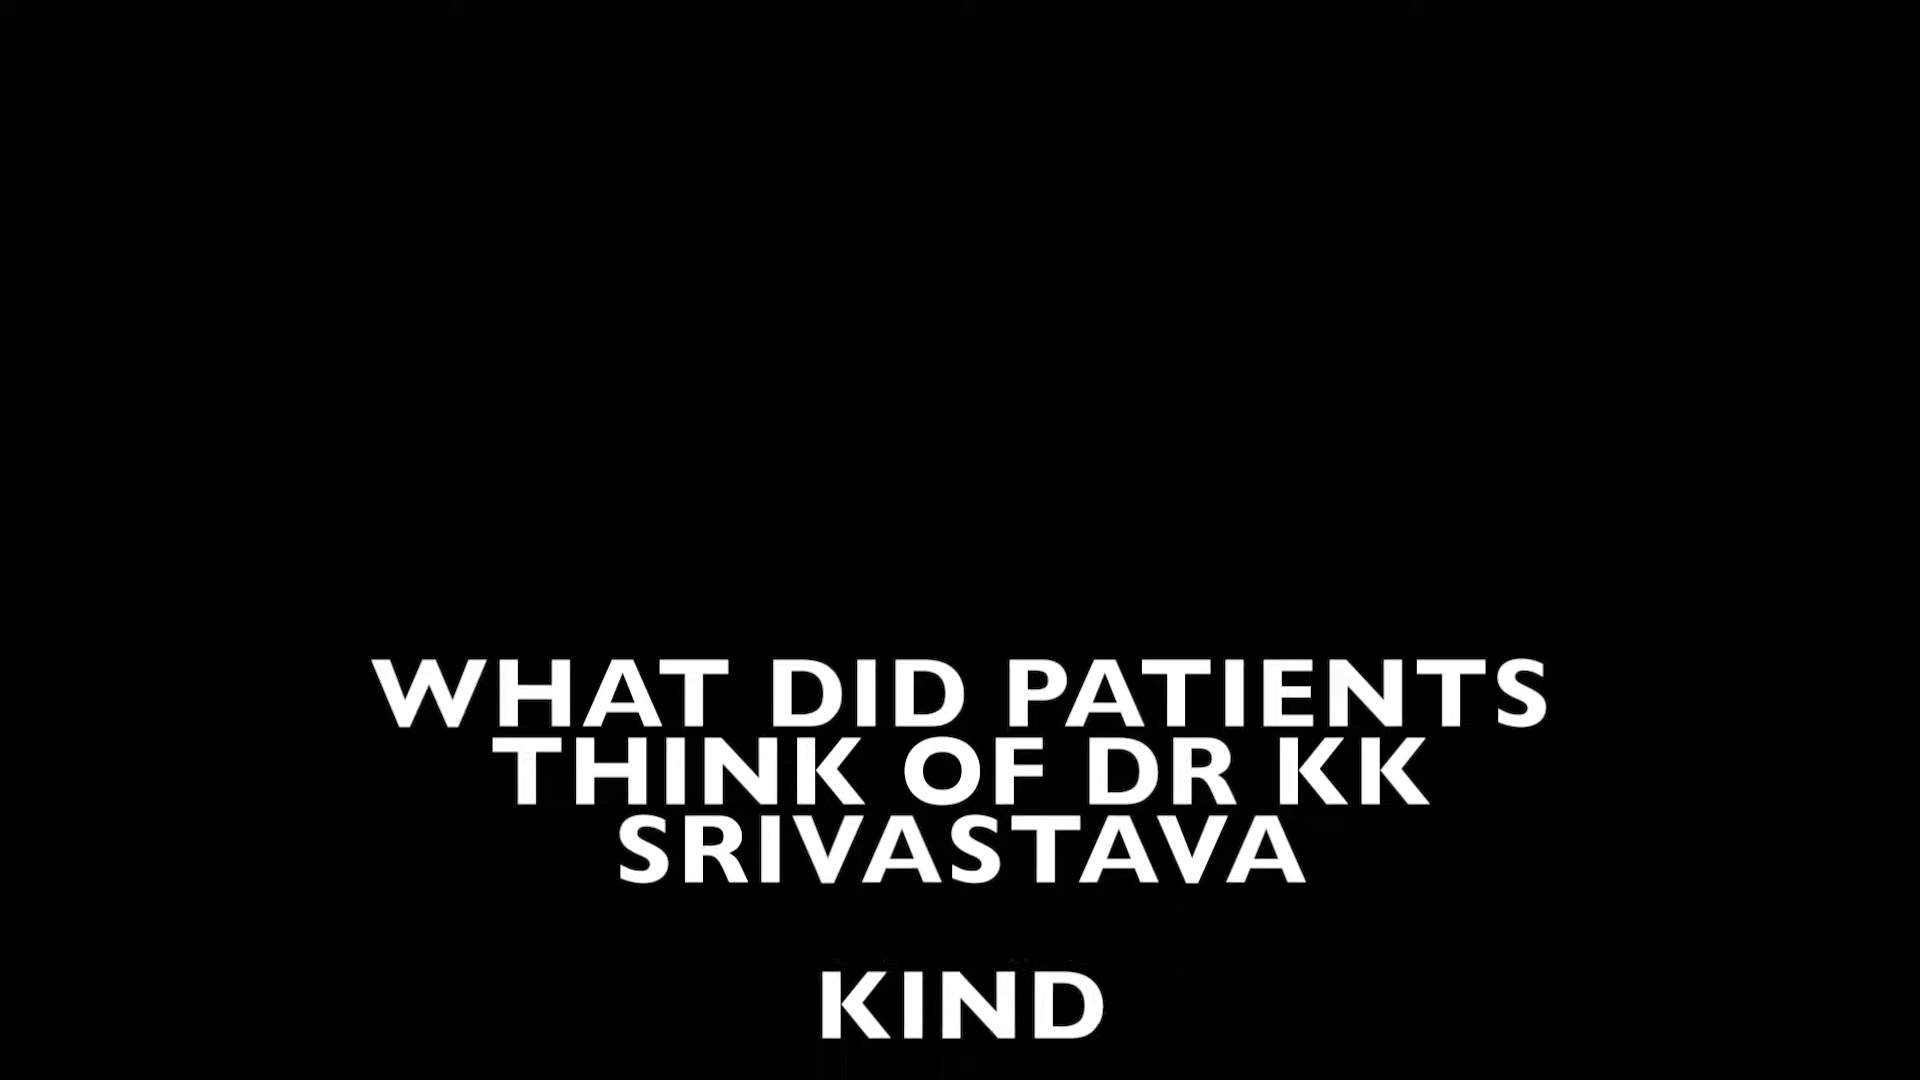 WHAT DID PATIENTS
THINK OF DR KK
SRIVASTAVA
KIND